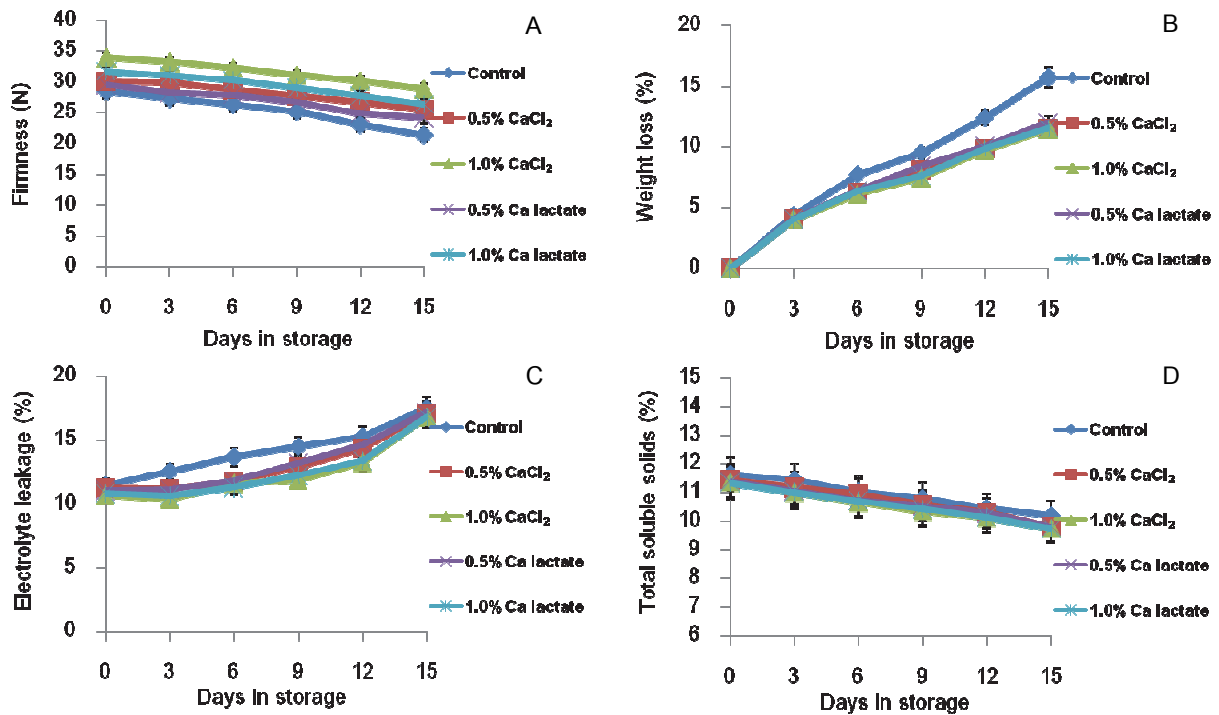 A
Firmness (N)
40
35
30
25
20
15
10
5
0
0 3 6 9 12 15
Days in storage
Control
0.5% CaCl₂
1.0% CaCl₂
0.5% Ca lactate
1.0% Ca lactate
B
Weight loss (%)
20
15
10
5
0
0 3 6 9 12 15
Days in storage
Control
0.5% CaCl₂
1.0% CaCl₂
0.5% Ca lactate
1.0% Ca lactate
C
Electrolyte leakage (%)
20
15
10
5
0
0 3 6 9 12 15
Days in storage
Control
0.5% CaCl₂
1.0% CaCl₂
0.5% Ca lactate
1.0% Ca lactate
D
Total soluble solids (%)
15
14
13
12
11
10
9
8
7
6
0 3 6 9 12 15
Days in storage
Control
0.5% CaCl₂
1.0% CaCl₂
0.5% Ca lactate
1.0% Ca lactate